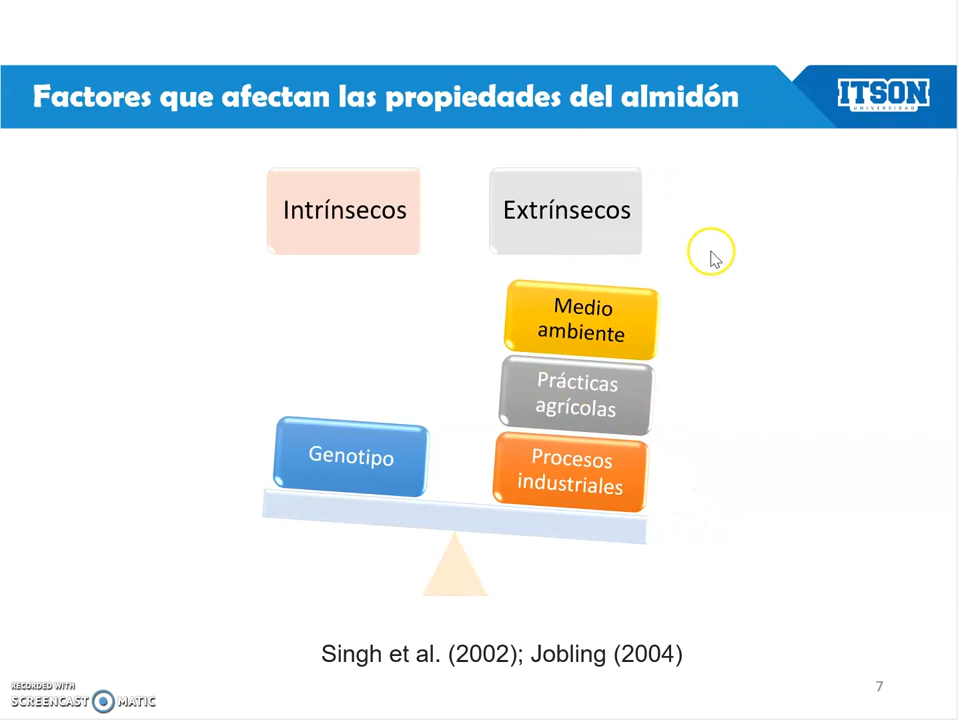 Factores que afectan las propiedades del almidón
ITSON
UNIVERSIDAD
Intrínsecos
Extrínsecos
Medio
ambiente
Prácticas
agrícolas
Genotipo
Procesos
industriales
Singh et al. (2002); Jobling (2004)
RECORDED WITH
SCREENCAST MATIC
7